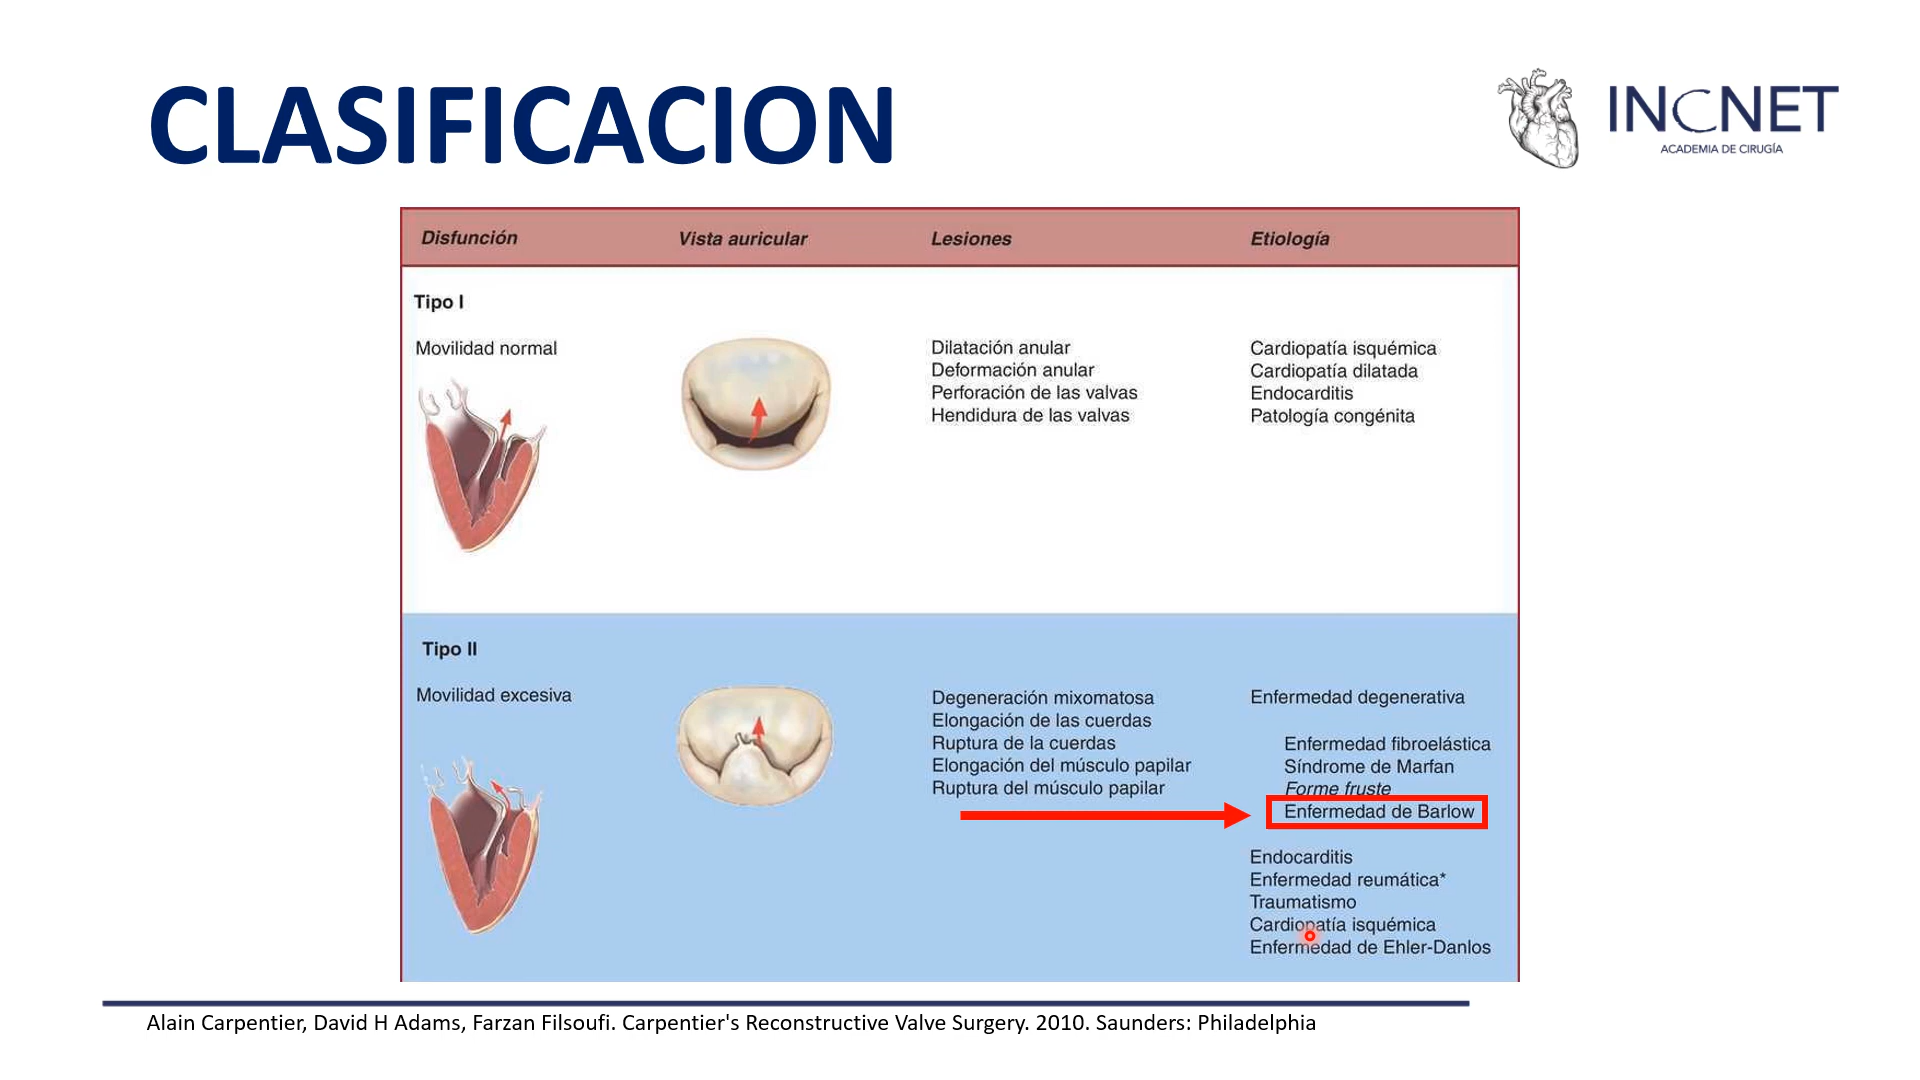 CLASIFICACION
INCNET
ACADEMIA DE CIRUGÍA
Disfunción Vista auricular Lesiones Etiología
Tipo I
Movilidad normal
Dilatación anular
Deformación anular
Perforación de las valvas
Hendidura de las valvas
Cardiopatía isquémica
Cardiopatía dilatada
Endocarditis
Patología congénita
Tipo II
Movilidad excesiva
Degeneración mixomatosa
Elongación de las cuerdas
Ruptura de la cuerdas
Elongación del músculo papilar
Ruptura del músculo papilar
Enfermedad degenerativa
Enfermedad fibroelástica
Síndrome de Marfan
Forme fruste
Enfermedad de Barlow
Endocarditis
Enfermedad reumática*
Traumatismo
Cardiopatía isquémica
Enfermedad de Ehler-Danlos
Alain Carpentier, David H Adams, Farzan Filsoufi. Carpentier's Reconstructive Valve Surgery. 2010. Saunders: Philadelphia